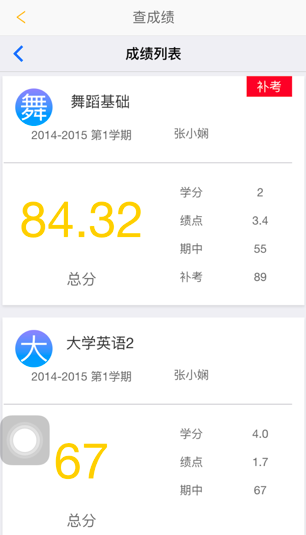 查成绩
成绩列表
补考
舞 舞蹈基础
2014-2015 第1学期 张小娴
84.32
总分
学分 2
绩点 3.4
期中 55
补考 89
大 大学英语2
2014-2015 第1学期 张小娴
67
总分
学分 4.0
绩点 1.7
期中 67